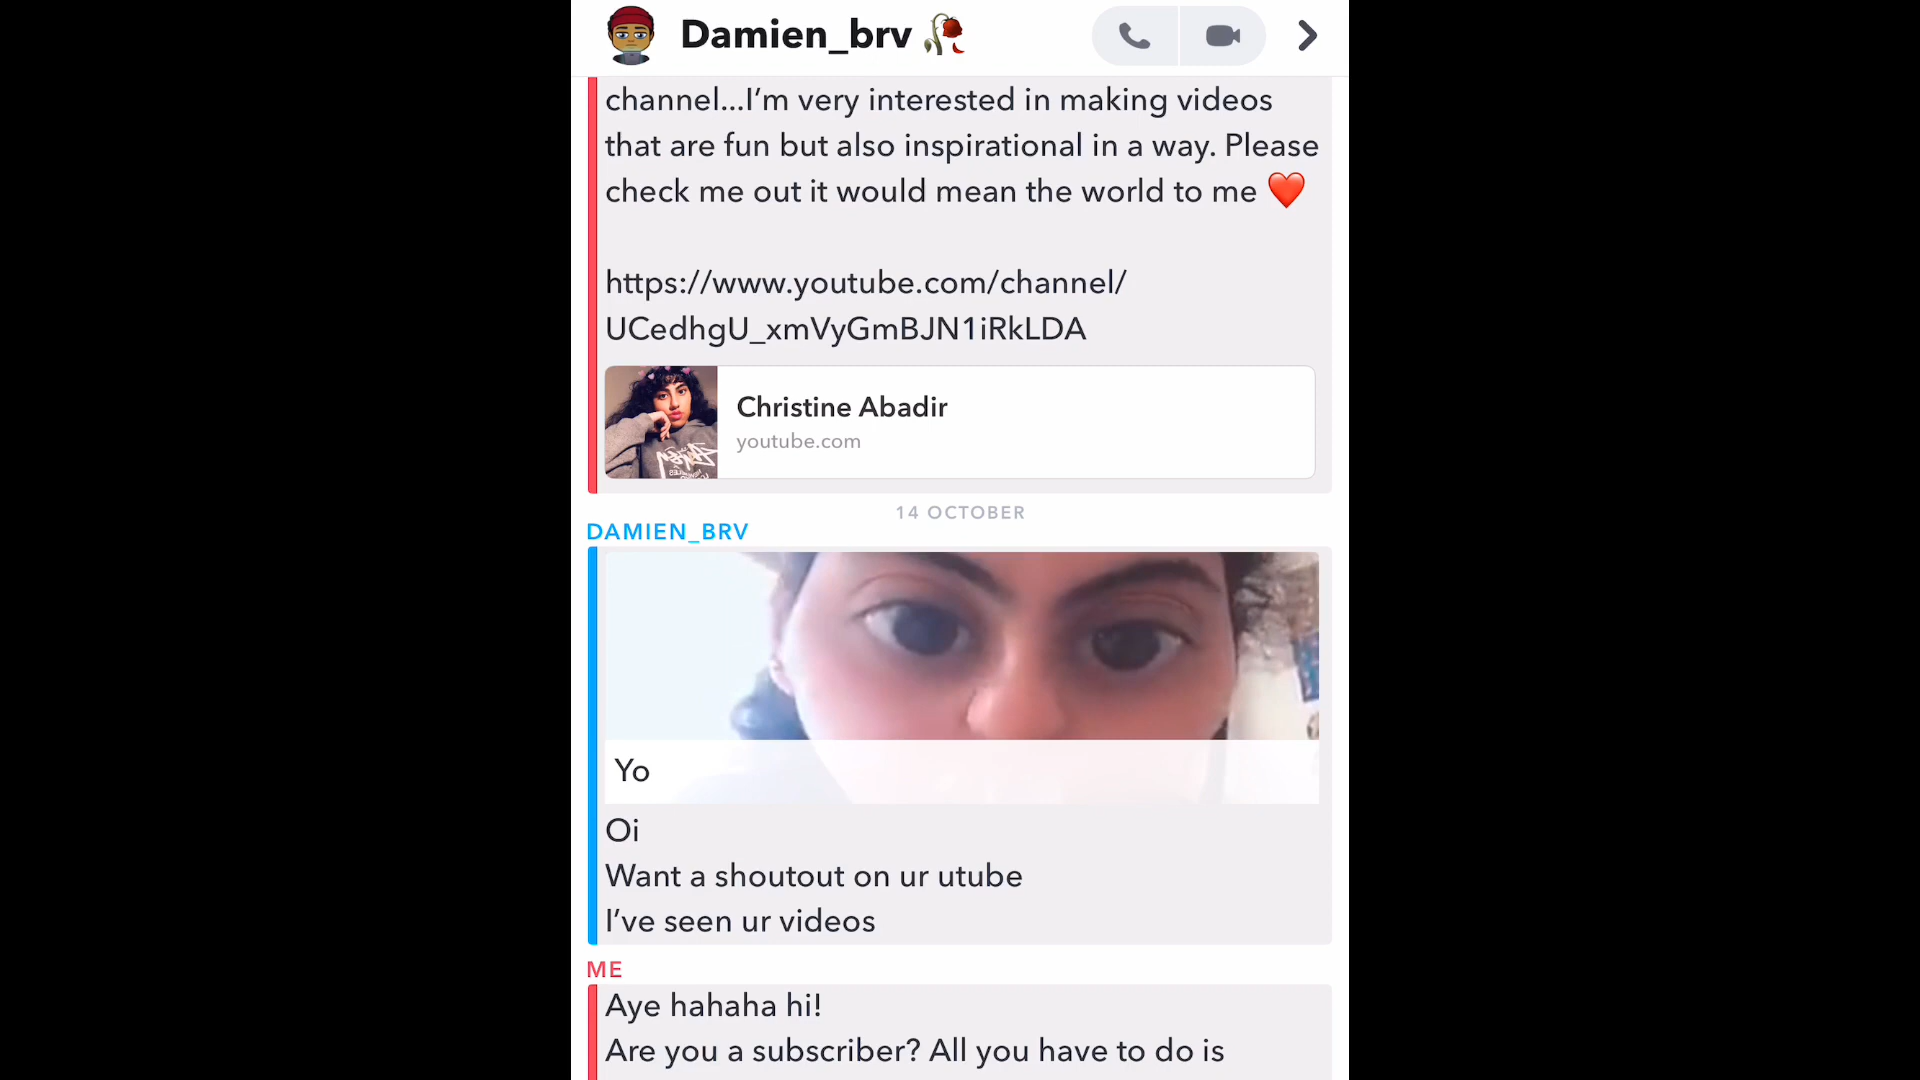 Damien_brv 🥀
channel...I'm very interested in making videos
that are fun but also inspirational in a way. Please
check me out it would mean the world to me ❤️
https://www.youtube.com/channel/
UCedhgU_xmVyGmBJN1iRkLDA
Christine Abadir
youtube.com
14 OCTOBER
DAMIEN_BRV
Yo
Oi
Want a shoutout on ur utube
I've seen ur videos
ME
Aye hahaha hi!
Are you a subscriber? All you have to do is